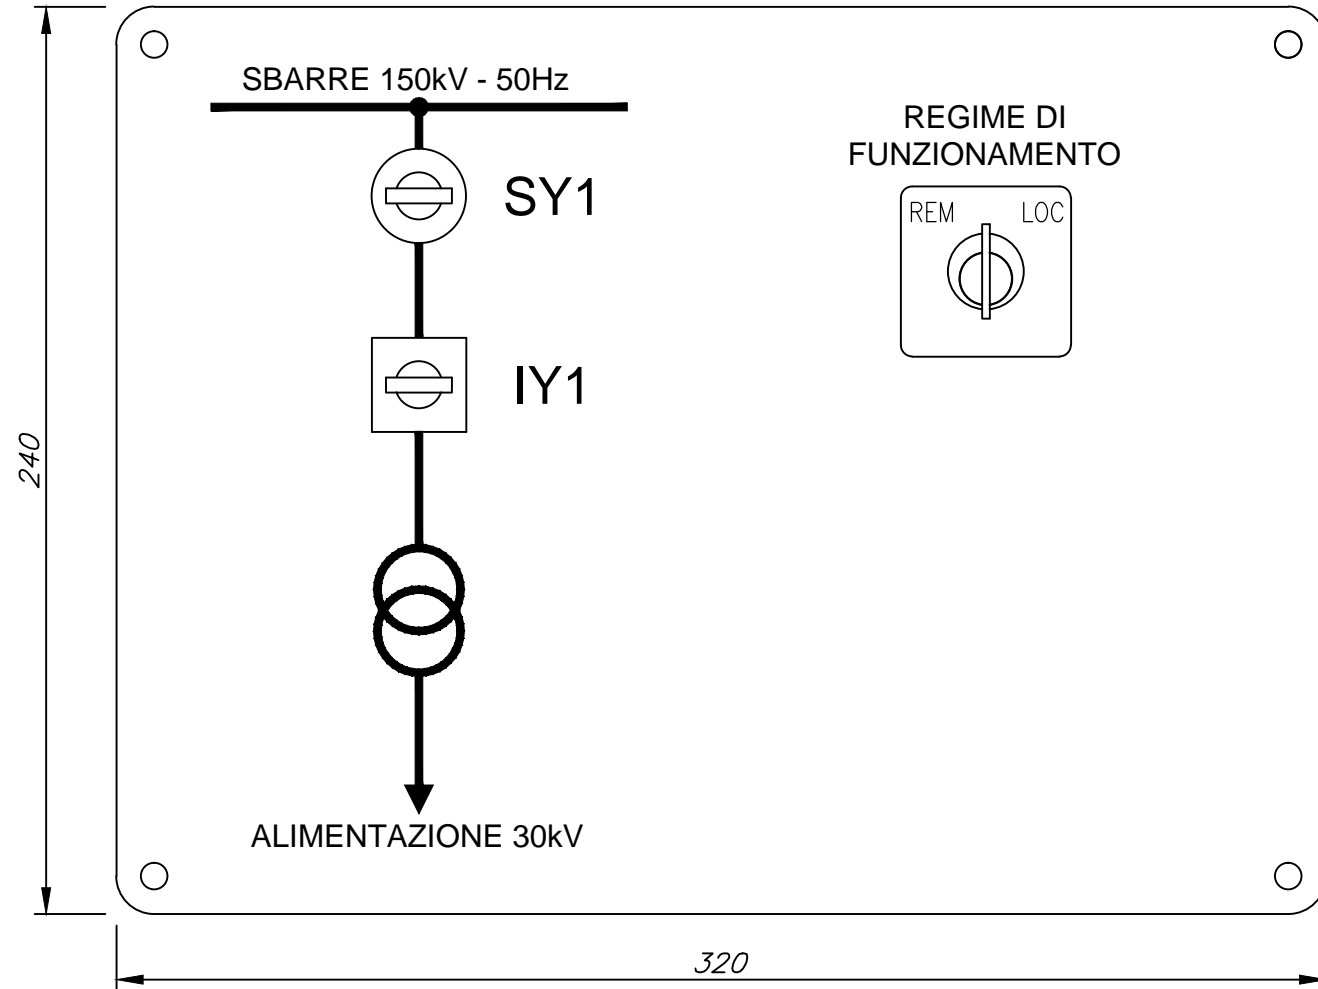 SBARRE 150kV - 50Hz
SY1
IY1
ALIMENTAZIONE 30kV
REGIME DI
FUNZIONAMENTO
REM LOC
240
320